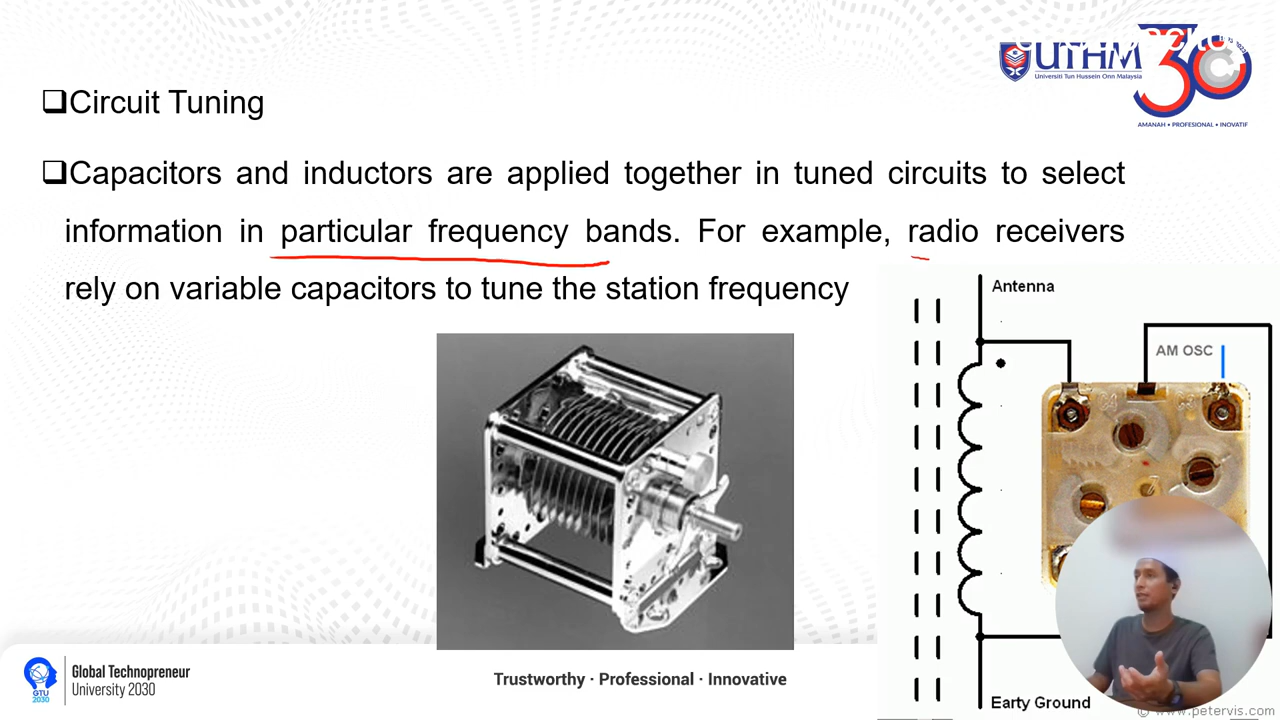 UTHM
Universiti Tun Hussein Onn Malaysia
30
AMANAH • PROFESIONAL • INOVATIF
❑Circuit Tuning
❑Capacitors and inductors are applied together in tuned circuits to select
information in particular frequency bands. For example, radio receivers
rely on variable capacitors to tune the station frequency
Antenna
AM OSC
Earty Ground
© www.petervis.com
GTU
2030
Global Technopreneur
University 2030
Trustworthy · Professional · Innovative